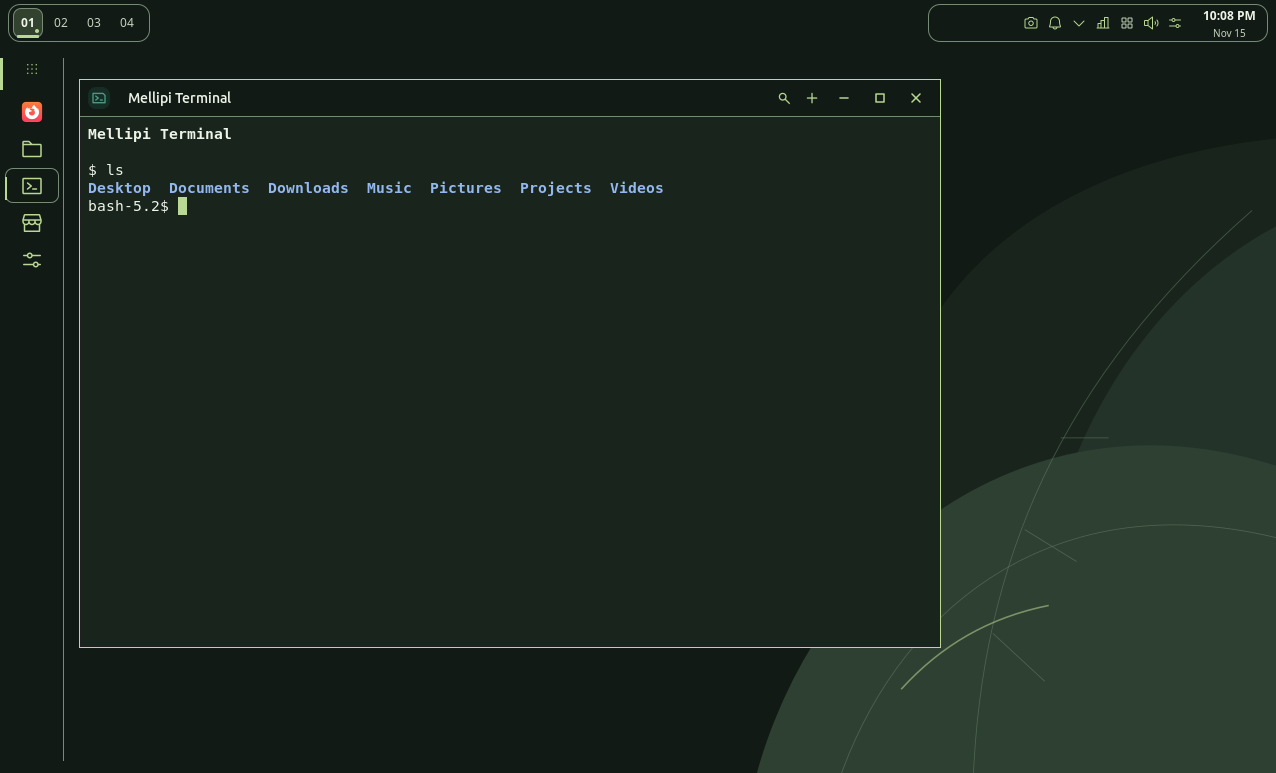 01 02 03 04
10:08 PM
Nov 15
Mellipi Terminal
Mellipi Terminal
$ ls
Desktop  Documents  Downloads  Music  Pictures  Projects  Videos
bash-5.2$